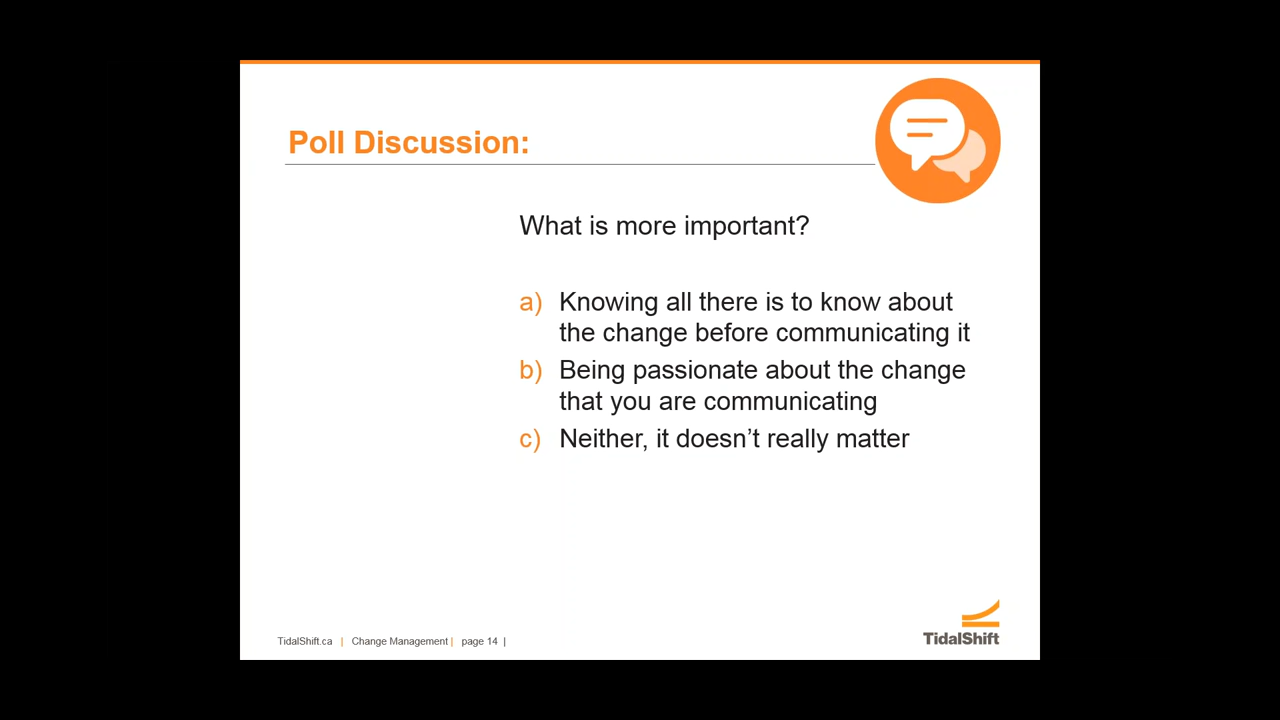 Poll Discussion:
What is more important?
a) Knowing all there is to know about
the change before communicating it
b) Being passionate about the change
that you are communicating
c) Neither, it doesn’t really matter
TidalShift.ca | Change Management | page 14 |
TidalShift